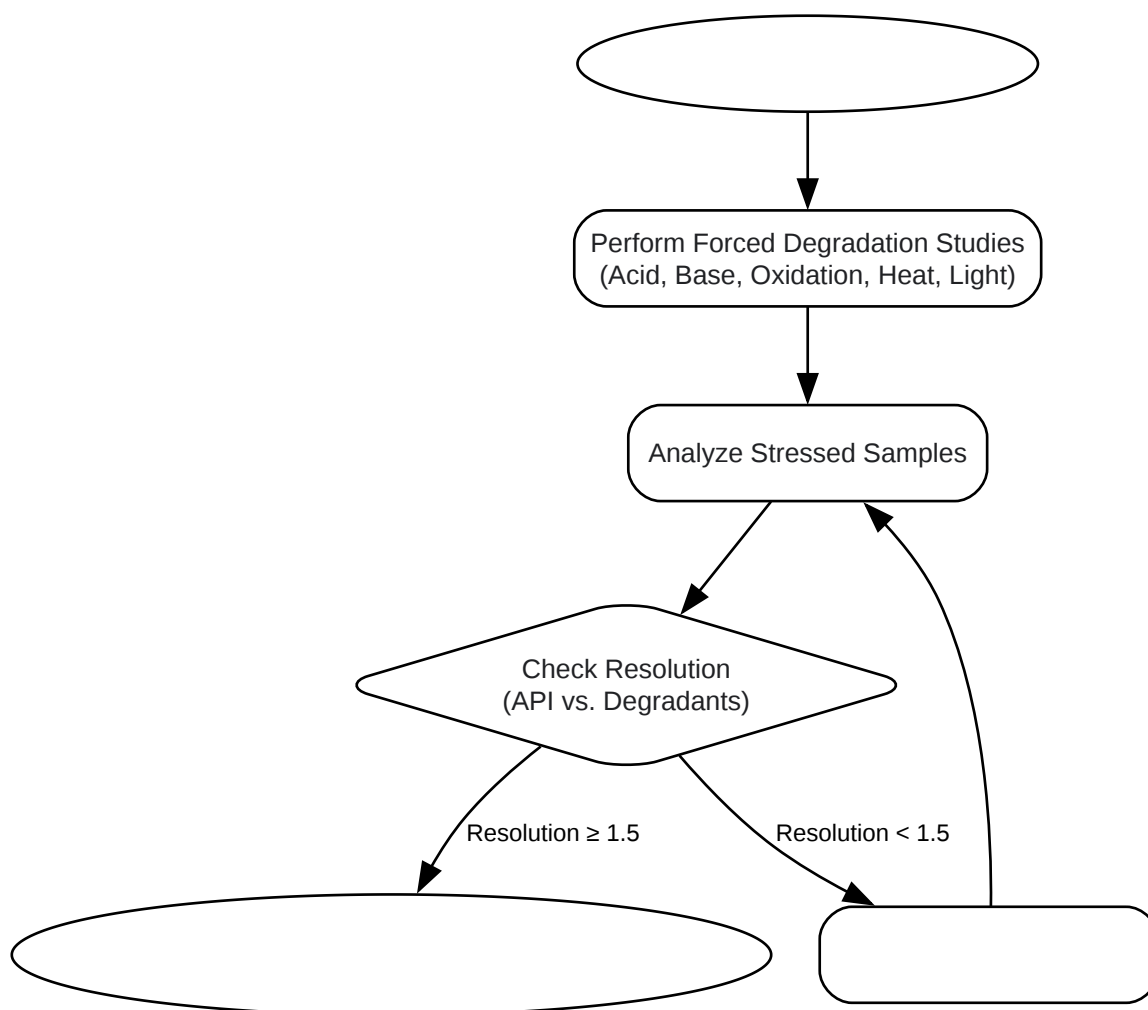 Perform Forced Degradation Studies
(Acid, Base, Oxidation, Heat, Light)
Analyze Stressed Samples
Check Resolution
(API vs. Degradants)
Resolution ≥ 1.5
Resolution < 1.5